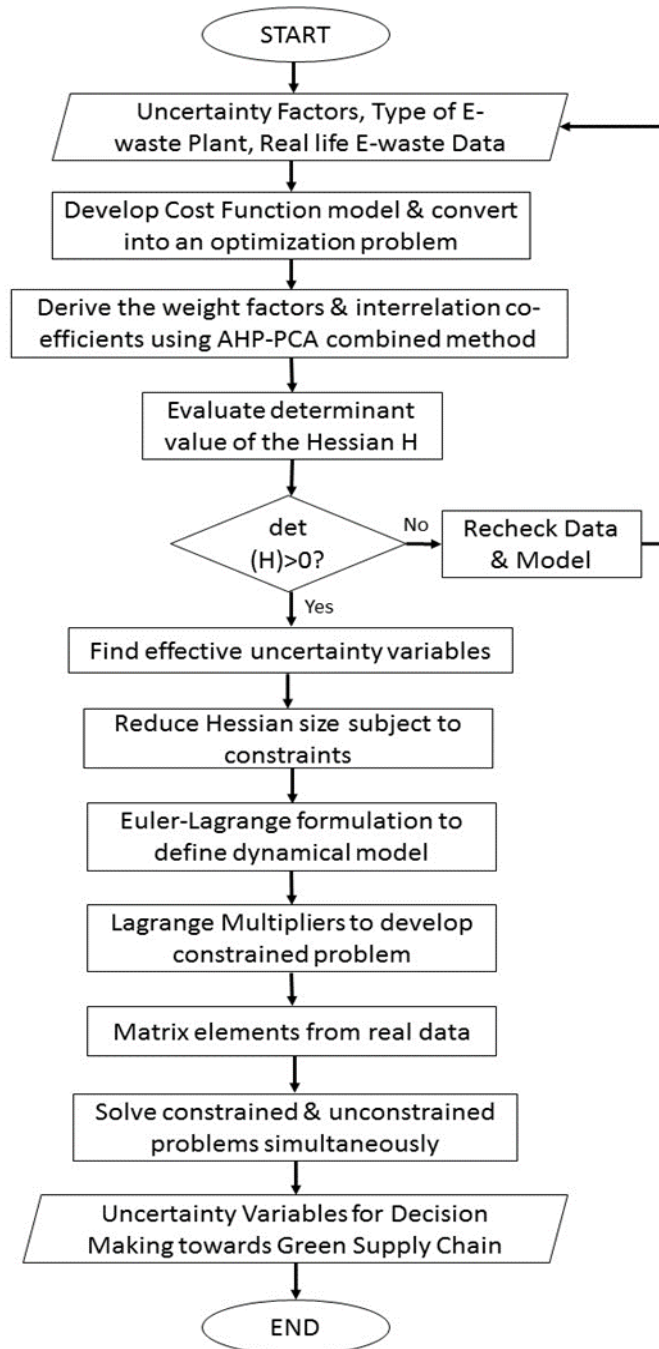 START
Uncertainty Factors, Type of E-
waste Plant, Real life E-waste Data
Develop Cost Function model & convert
into an optimization problem
Derive the weight factors & interrelation co-
efficients using AHP-PCA combined method
Evaluate determinant
value of the Hessian H
det
(H)>0?
No
Recheck Data
& Model
Yes
Find effective uncertainty variables
Reduce Hessian size subject to
constraints
Euler-Lagrange formulation to
define dynamical model
Lagrange Multipliers to develop
constrained problem
Matrix elements from real data
Solve constrained & unconstrained
problems simultaneously
Uncertainty Variables for Decision
Making towards Green Supply Chain
END